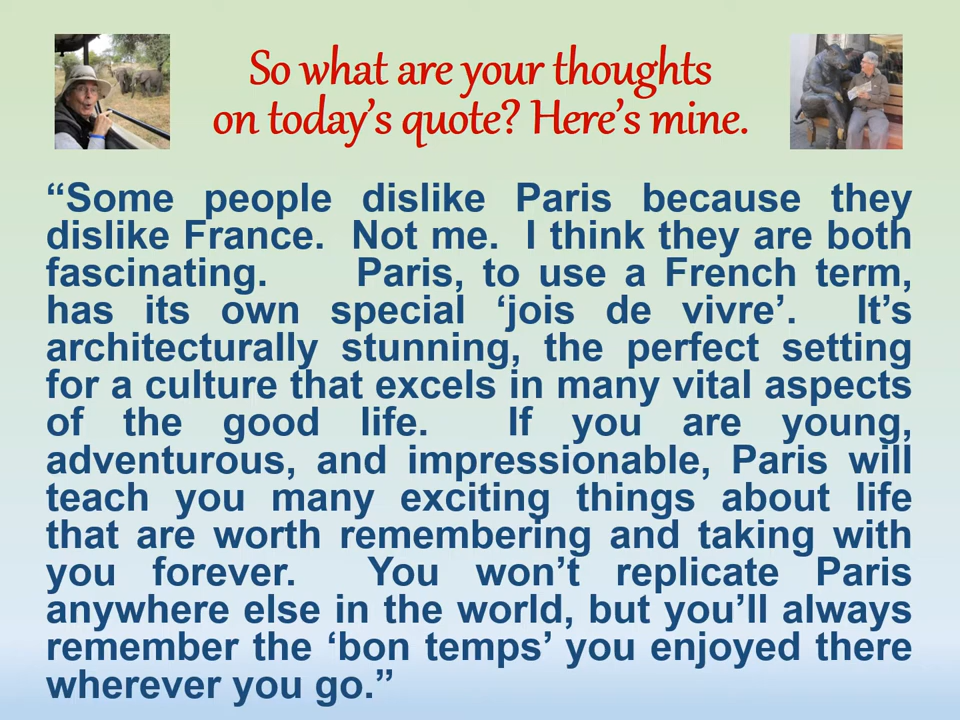 So what are your thoughts
on today’s quote? Here’s mine.
“Some people dislike Paris because they
dislike France. Not me. I think they are both
fascinating. Paris, to use a French term,
has its own special ‘jois de vivre’. It’s
architecturally stunning, the perfect setting
for a culture that excels in many vital aspects
of the good life. If you are young,
adventurous, and impressionable, Paris will
teach you many exciting things about life
that are worth remembering and taking with
you forever. You won’t replicate Paris
anywhere else in the world, but you’ll always
remember the ‘bon temps’ you enjoyed there
wherever you go.”